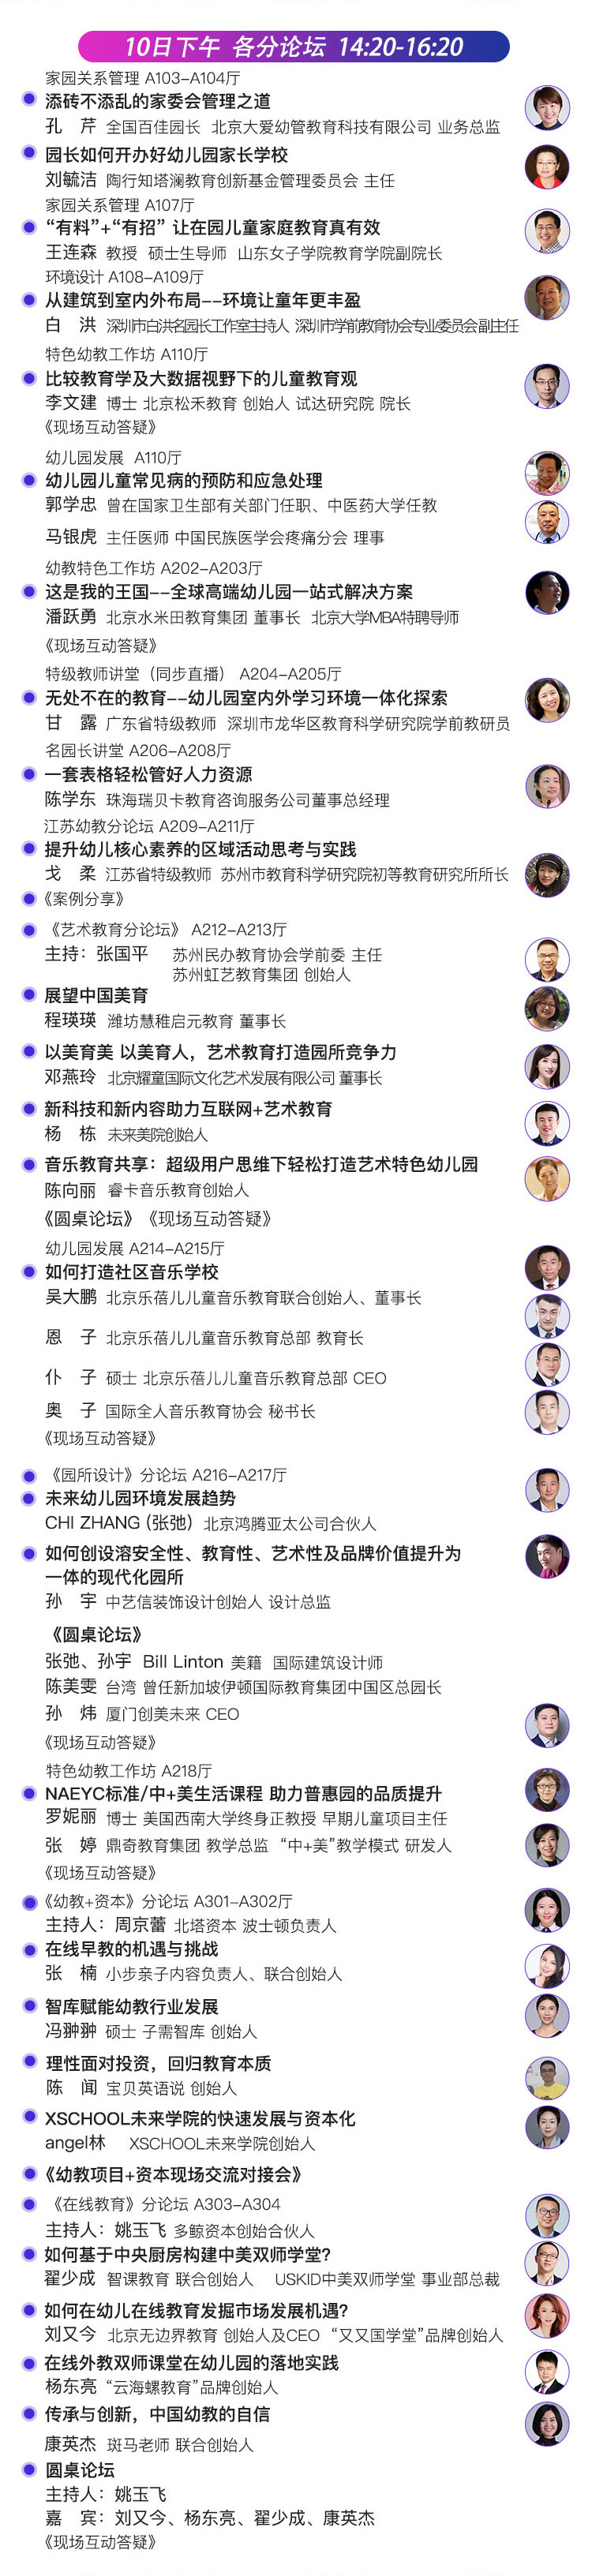 10日下午 各分论坛 14:20-16:20
家园关系管理 A103-A104厅
添砖不添乱的家委会管理之道
孔 芹 全国百佳园长 北京大爱幼管教育科技有限公司 业务总监
园长如何开办好幼儿园家长学校
刘毓洁 陶行知塔澜教育创新基金管理委员会 主任
家园关系管理 A107厅
“有料”+“有招” 让在园儿童家庭教育真有效
王连森 教授 硕士生导师 山东女子学院教育学院副院长
环境设计 A108-A109厅
从建筑到室内外布局--环境让童年更丰盈
白 洪 深圳市白洪名园长工作室主持人 深圳市学前教育协会专业委员会副主任
特色幼教工作坊 A110厅
比较教育学及大数据视野下的儿童教育观
李文建 博士 北京松禾教育 创始人 试达研究院 院长
《现场互动答疑》
幼儿园发展 A110厅
幼儿园儿童常见病的预防和应急处理
郭学忠 曾在国家卫生部有关部门任职、中医药大学任教
马银虎 主任医师 中国民族医学会疼痛分会 理事
幼教特色工作坊 A202-A203厅
这是我的王国--全球高端幼儿园一站式解决方案
潘跃勇 北京水米田教育集团 董事长 北京大学MBA特聘导师
《现场互动答疑》
特级教师讲堂（同步直播） A204-A205厅
无处不在的教育--幼儿园室内外学习环境一体化探索
甘 露 广东省特级教师 深圳市龙华区教育科学研究院学前教研员
名园长讲堂 A206-A208厅
一套表格轻松管好人力资源
陈学东 珠海瑞贝卡教育咨询服务公司董事总经理
江苏幼教分论坛 A209-A211厅
提升幼儿核心素养的区域活动思考与实践
戈 柔 江苏省特级教师 苏州市教育科学研究院初等教育研究所所长
《案例分享》
《艺术教育分论坛》 A212-A213厅
主持：张国平 苏州民办教育协会学前委 主任
苏州虹艺教育集团 创始人
展望中国美育
程瑛瑛 潍坊慧稚启元教育 董事长
以美育美 以美育人，艺术教育打造园所竞争力
邓燕玲 北京耀童国际文化艺术发展有限公司 董事长
新科技和新内容助力互联网+艺术教育
杨 栋 未来美院创始人
音乐教育共享：超级用户思维下轻松打造艺术特色幼儿园
陈向丽 睿卡音乐教育创始人
《圆桌论坛》《现场互动答疑》
幼儿园发展 A214-A215厅
如何打造社区音乐学校
吴大鹏 北京乐蓓儿儿童音乐教育联合创始人、董事长
恩 子 北京乐蓓儿儿童音乐教育总部 教育长
仆 子 硕士 北京乐蓓儿儿童音乐教育总部 CEO
奥 子 国际全人音乐教育协会 秘书长
《现场互动答疑》
《园所设计》分论坛 A216-A217厅
未来幼儿园环境发展趋势
CHI ZHANG (张弛) 北京鸿腾亚太公司合伙人
如何创设溶安全性、教育性、艺术性及品牌价值提升为
一体的现代化园所
孙 宇 中艺信装饰设计创始人 设计总监
《圆桌论坛》
张弛、孙宇 Bill Linton 美籍 国际建筑设计师
陈美雯 台湾 曾任新加坡伊顿国际教育集团中国区总园长
孙 炜 厦门创美未来 CEO
《现场互动答疑》
特色幼教工作坊 A218厅
NAEYC标准/中+美生活课程 助力普惠园的品质提升
罗妮丽 博士 美国西南大学终身正教授 早期儿童项目主任
张 婷 鼎奇教育集团 教学总监 “中+美”教学模式 研发人
《现场互动答疑》
《幼教+资本》分论坛 A301-A302厅
主持人：周京蕾 北塔资本 波士顿负责人
在线早教的机遇与挑战
张 楠 小步亲子内容负责人、联合创始人
智库赋能幼教行业发展
冯翀翀 硕士 子需智库 创始人
理性面对投资，回归教育本质
陈 闻 宝贝英语说 创始人
XSCHOOL未来学院的快速发展与资本化
angel林 XSCHOOL未来学院创始人
《幼教项目+资本现场交流对接会》
《在线教育》分论坛 A303-A304
主持人：姚玉飞 多鲸资本创始合伙人
如何基于中央厨房构建中美双师学堂?
翟少成 智课教育 联合创始人 USKID中美双师学堂 事业部总裁
如何在幼儿在线教育发掘市场发展机遇?
刘又今 北京无边界教育 创始人及CEO “又又国学堂”品牌创始人
在线外教双师课堂在幼儿园的落地实践
杨东亮 “云海螺教育”品牌创始人
传承与创新，中国幼教的自信
康英杰 斑马老师 联合创始人
圆桌论坛
主持人：姚玉飞
嘉 宾：刘又今、杨东亮、翟少成、康英杰
《现场互动答疑》